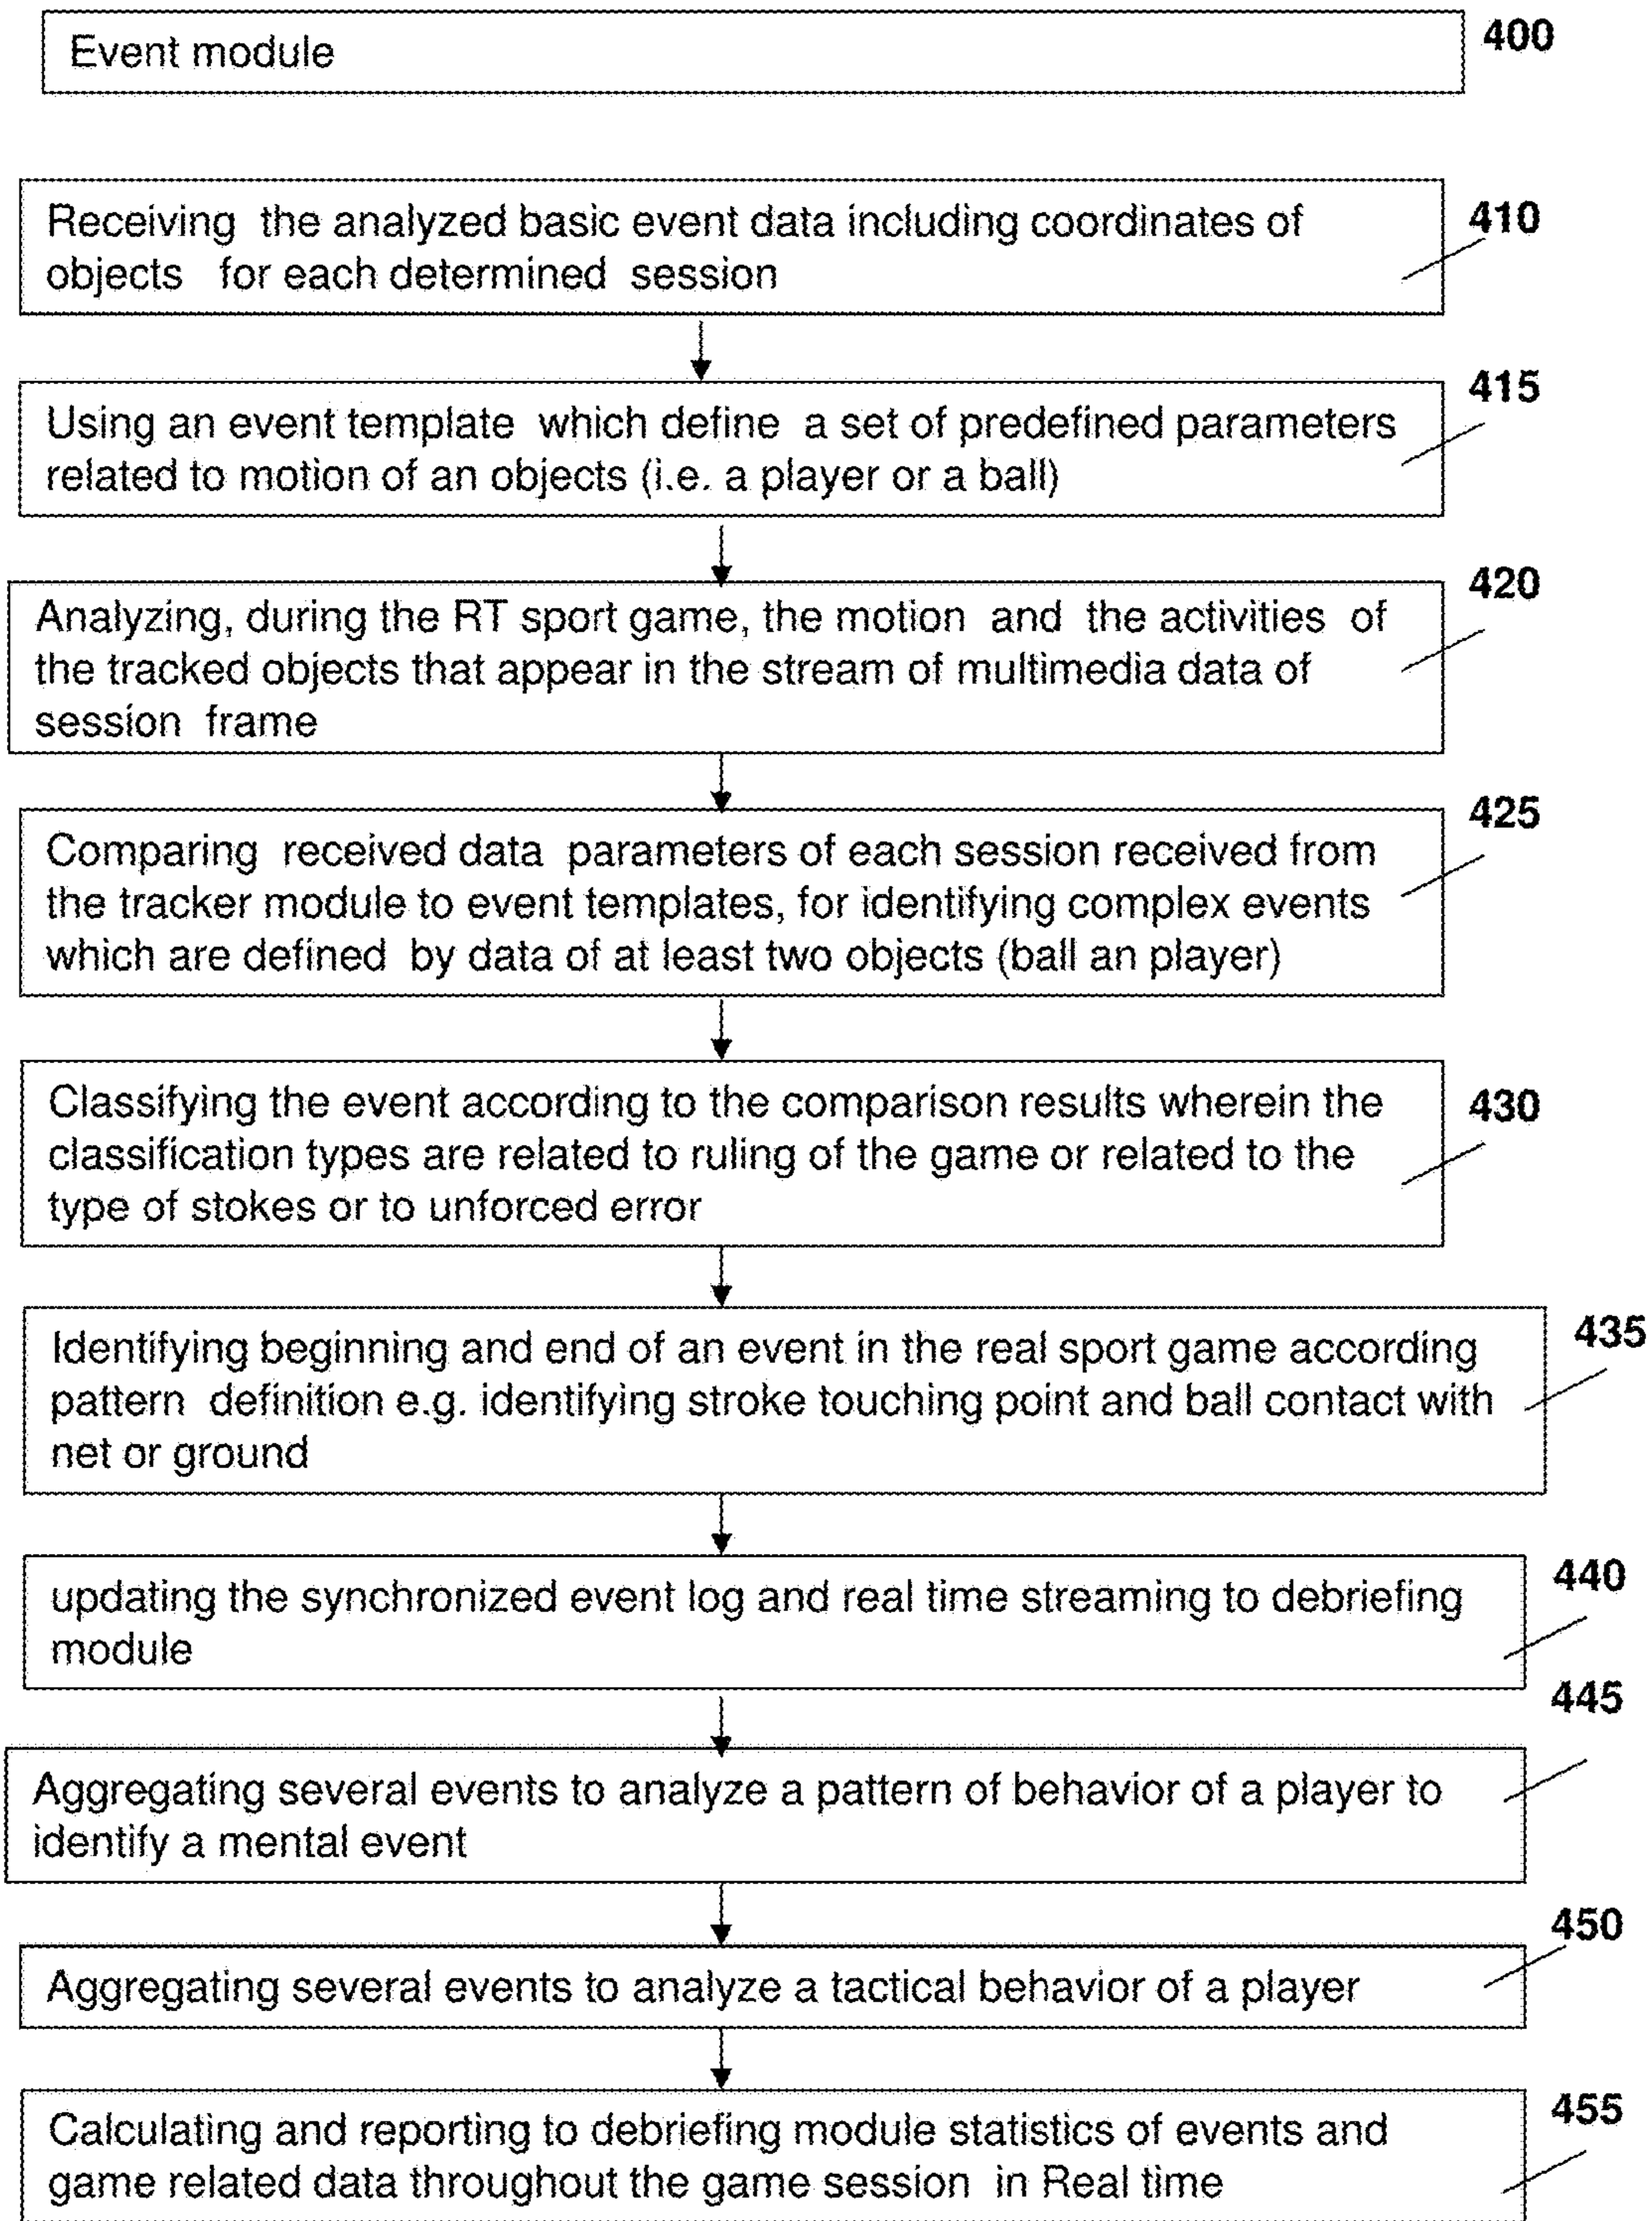 Event module
400
Receiving the analyzed basic event data including coordinates of
objects for each determined session
410
Using an event template which define a set of predefined parameters
related to motion of an objects (i.e. a player or a ball)
415
Analyzing, during the RT sport game, the motion and the activities of
the tracked objects that appear in the stream of multimedia data of
session frame
420
Comparing received data parameters of each session received from
the tracker module to event templates, for identifying complex events
which are defined by data of at least two objects (ball an player)
425
Classifying the event according to the comparison results wherein the
classification types are related to ruling of the game or related to the
type of stokes or to unforced error
430
Identifying beginning and end of an event in the real sport game according
pattern definition e.g. identifying stroke touching point and ball contact with
net or ground
435
updating the synchronized event log and real time streaming to debriefing
module
440
Aggregating several events to analyze a pattern of behavior of a player to
identify a mental event
445
Aggregating several events to analyze a tactical behavior of a player
450
Calculating and reporting to debriefing module statistics of events and
game related data throughout the game session in Real time
455